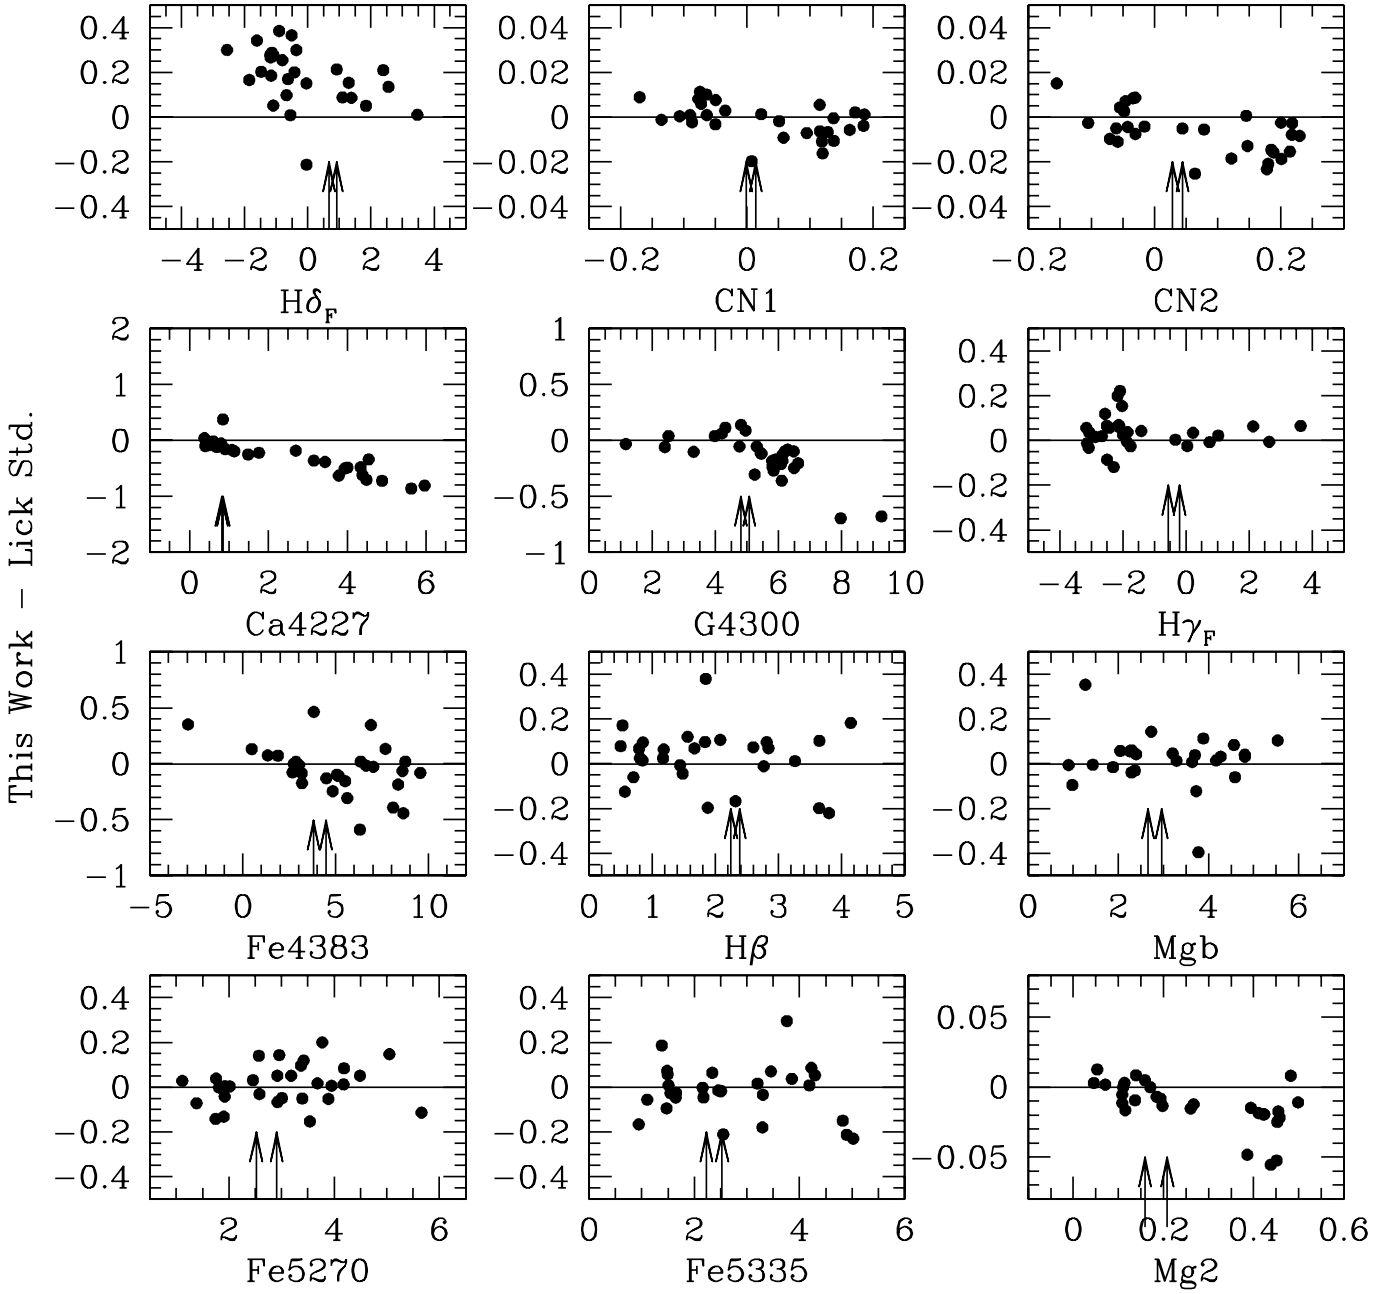 This Work − Lick Std.
0.4 0.2 0 −0.2 −0.4
−4 −2 0 2 4
Hδ_F
0.04 0.02 0 −0.02 −0.04
−0.2 0 0.2
CN1
0.04 0.02 0 −0.02 −0.04
−0.2 0 0.2
CN2
2 1 0 −1 −2
0 2 4 6
Ca4227
1 0.5 0 −0.5 −1
0 2 4 6 8 10
G4300
0.4 0.2 0 −0.2 −0.4
−4 −2 0 2 4
Hγ_F
1 0.5 0 −0.5 −1
−5 0 5 10
Fe4383
0.4 0.2 0 −0.2 −0.4
0 1 2 3 4 5
Hβ
0.4 0.2 0 −0.2 −0.4
0 2 4 6
Mgb
0.4 0.2 0 −0.2 −0.4
2 4 6
Fe5270
0.4 0.2 0 −0.2 −0.4
0 2 4 6
Fe5335
0.05 0 −0.05
0 0.2 0.4 0.6
Mg2